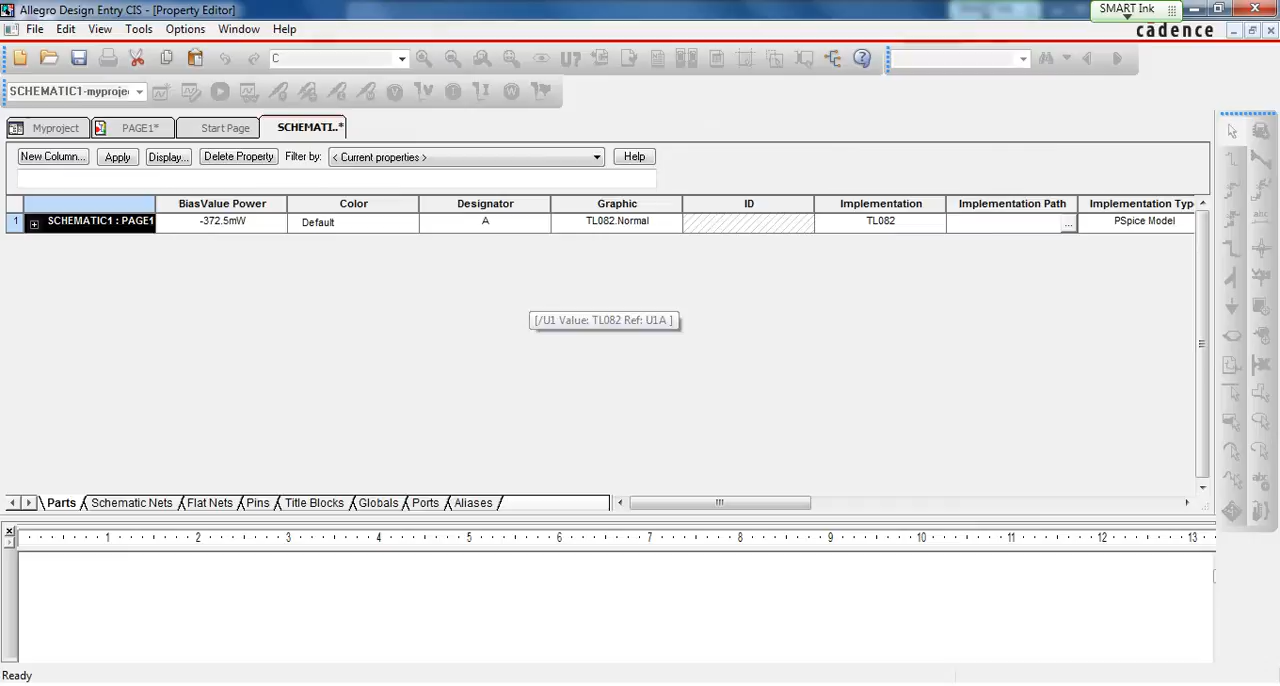 Allegro Design Entry CIS - [Property Editor]
SMART Ink
File Edit View Tools Options Window Help
cādence
C
U?
SCHEMATIC1-myproje
V V I I W
Myproject PAGE1* Start Page SCHEMATI..*
New Column... Apply Display... Delete Property Filter by: < Current properties > Help
BiasValue Power Color Designator Graphic ID Implementation Implementation Path Implementation Typ
1 SCHEMATIC1 : PAGE1 -372.5mW Default A TL082.Normal TL082 ... PSpice Model
[/U1 Value: TL082 Ref: U1A ]
Parts Schematic Nets Flat Nets Pins Title Blocks Globals Ports Aliases
1 2 3 4 5 6 7 8 9 10 11 12 13
Ready